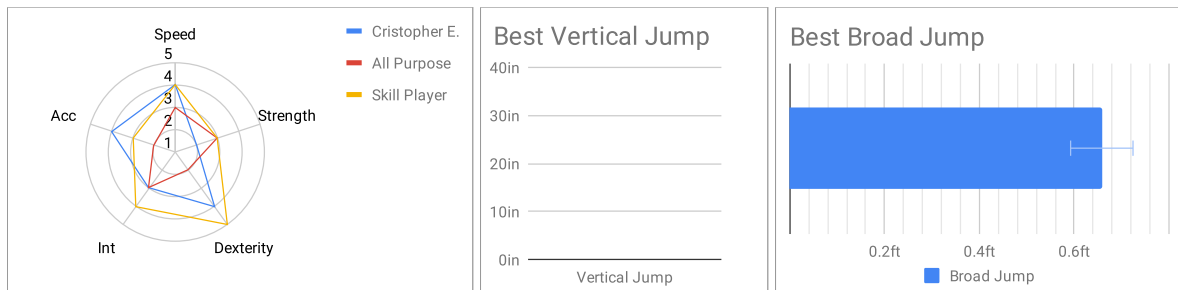 Speed
5
4
3
2
1
Acc
Strength
Int
Dexterity
Cristopher E.
All Purpose
Skill Player
Best Vertical Jump
40in
30in
20in
10in
0in
Vertical Jump
Best Broad Jump
0.2ft 0.4ft 0.6ft
Broad Jump